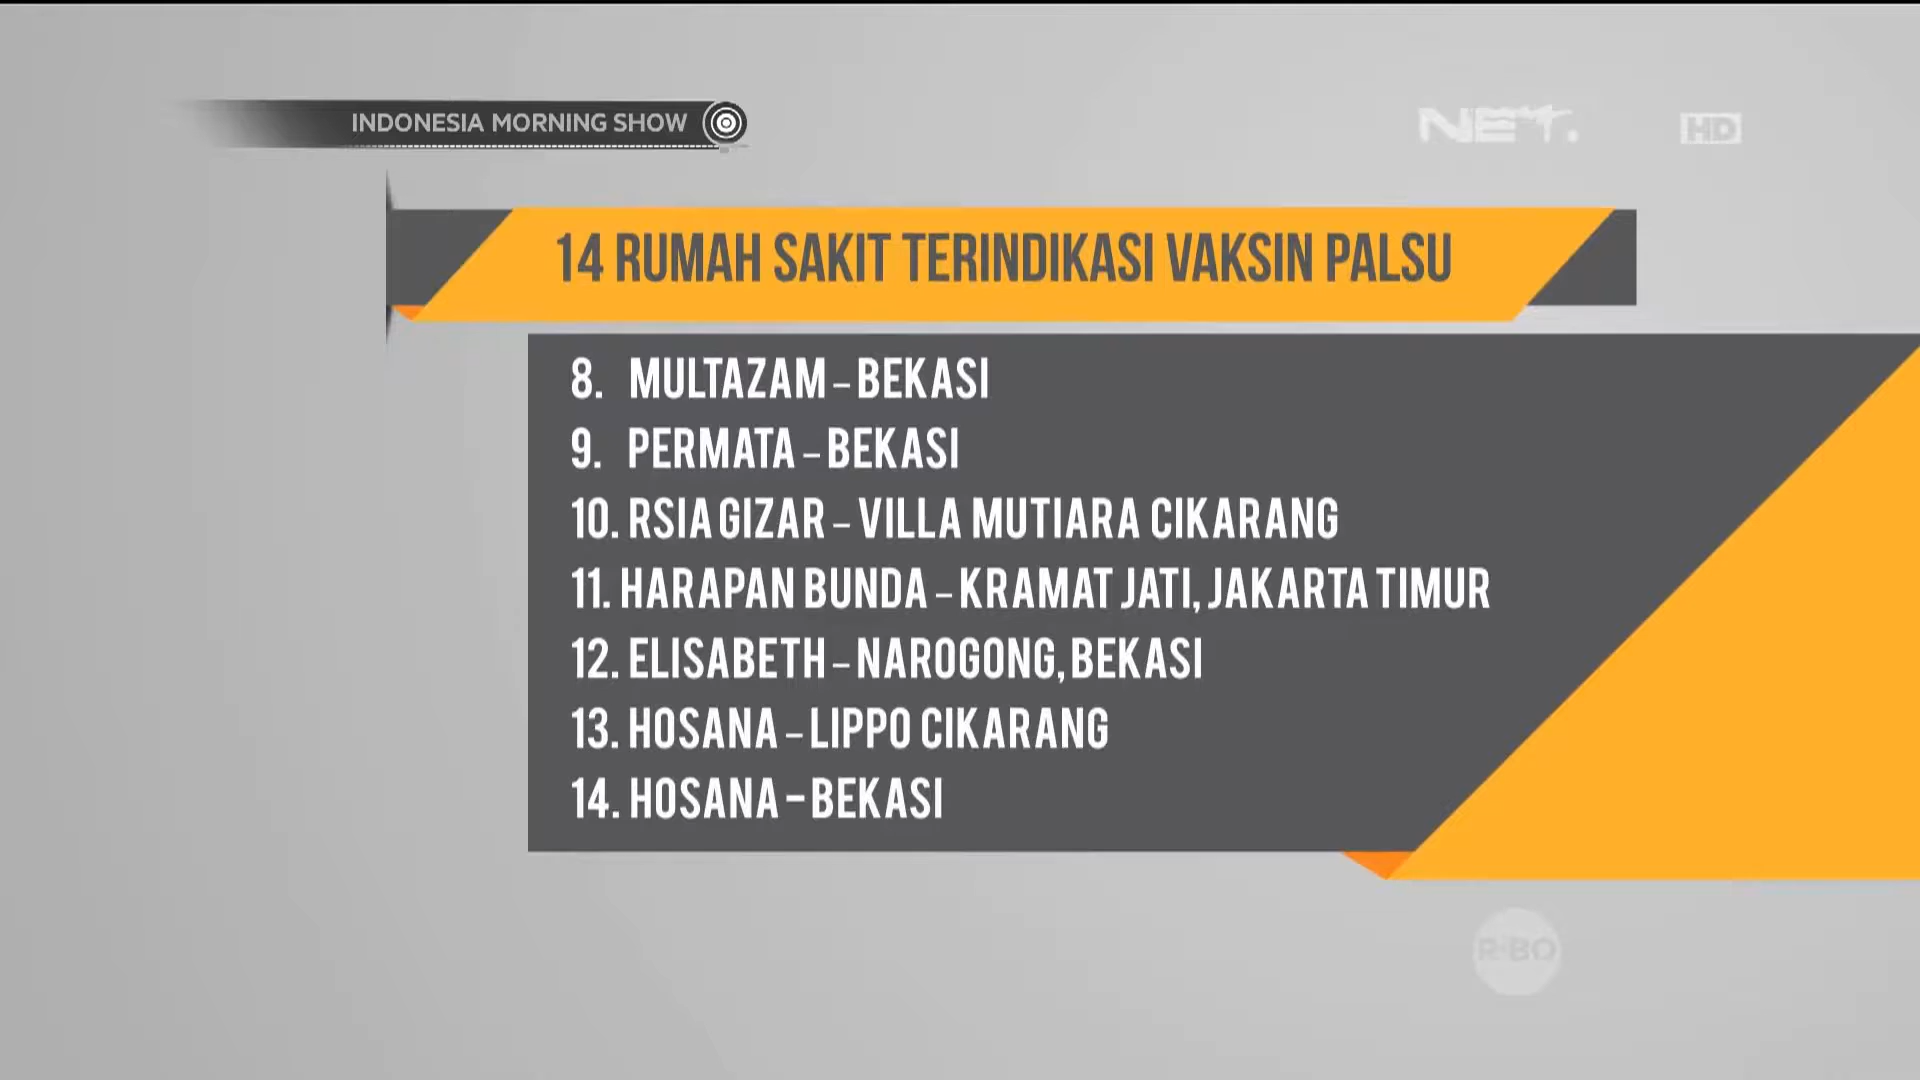 INDONESIA MORNING SHOW
NET.
HD
14 RUMAH SAKIT TERINDIKASI VAKSIN PALSU
8. MULTAZAM – BEKASI
9. PERMATA – BEKASI
10. RSIA GIZAR – VILLA MUTIARA CIKARANG
11. HARAPAN BUNDA – KRAMAT JATI, JAKARTA TIMUR
12. ELISABETH – NAROGONG, BEKASI
13. HOSANA – LIPPO CIKARANG
14. HOSANA – BEKASI
R-BO